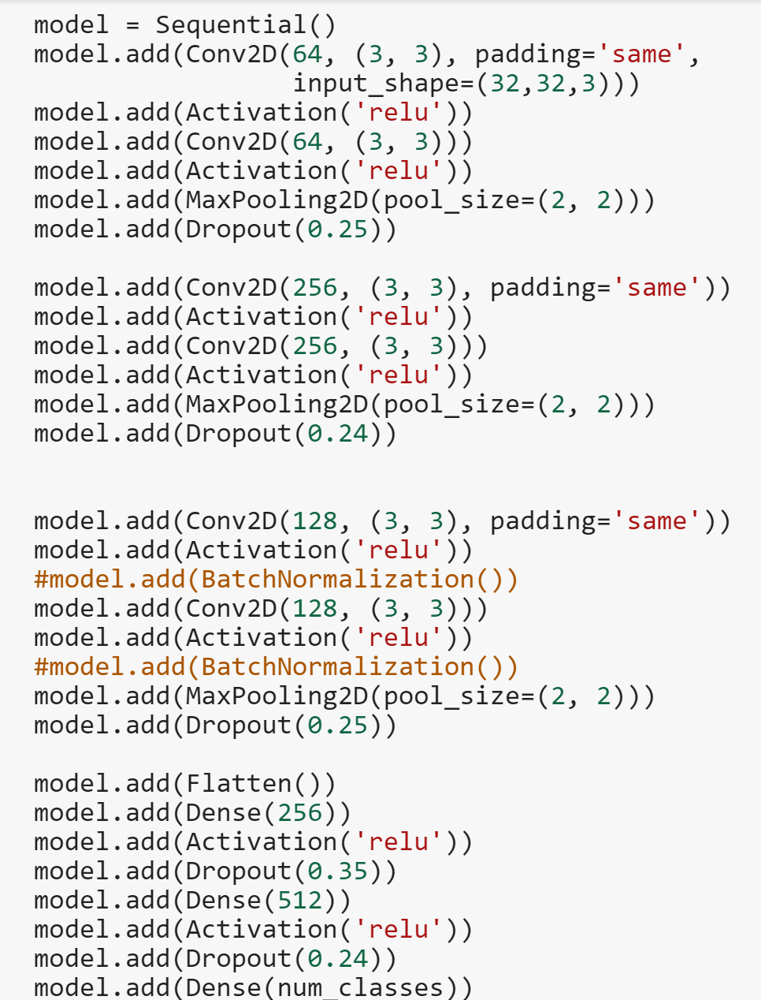 model = Sequential()
model.add(Conv2D(64, (3, 3), padding='same',
                 input_shape=(32,32,3)))
model.add(Activation('relu'))
model.add(Conv2D(64, (3, 3)))
model.add(Activation('relu'))
model.add(MaxPooling2D(pool_size=(2, 2)))
model.add(Dropout(0.25))

model.add(Conv2D(256, (3, 3), padding='same'))
model.add(Activation('relu'))
model.add(Conv2D(256, (3, 3)))
model.add(Activation('relu'))
model.add(MaxPooling2D(pool_size=(2, 2)))
model.add(Dropout(0.24))


model.add(Conv2D(128, (3, 3), padding='same'))
model.add(Activation('relu'))
#model.add(BatchNormalization())
model.add(Conv2D(128, (3, 3)))
model.add(Activation('relu'))
#model.add(BatchNormalization())
model.add(MaxPooling2D(pool_size=(2, 2)))
model.add(Dropout(0.25))

model.add(Flatten())
model.add(Dense(256))
model.add(Activation('relu'))
model.add(Dropout(0.35))
model.add(Dense(512))
model.add(Activation('relu'))
model.add(Dropout(0.24))
model.add(Dense(num_classes))